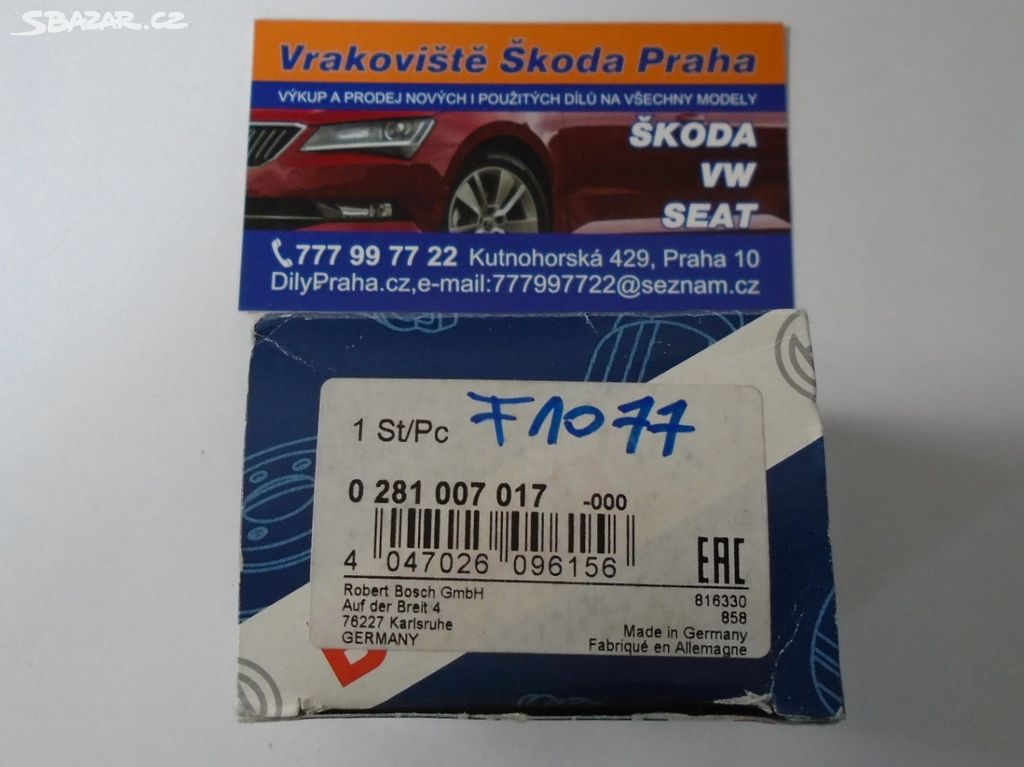 SBAZAR.CZ
Vrakoviště Škoda Praha
VÝKUP A PRODEJ NOVÝCH I POUŽITÝCH DÍLŮ NA VŠECHNY MODELY
ŠKODA
VW
SEAT
777 99 77 22 Kutnohorská 429, Praha 10
DilyPraha.cz,e-mail:777997722@seznam.cz
1 St/Pc F1077
0 281 007 017 -000
4 047026 096156
EAC
Robert Bosch GmbH
Auf der Breit 4
76227 Karlsruhe
GERMANY
816330
858
Made in Germany
Fabriqué en Allemagne